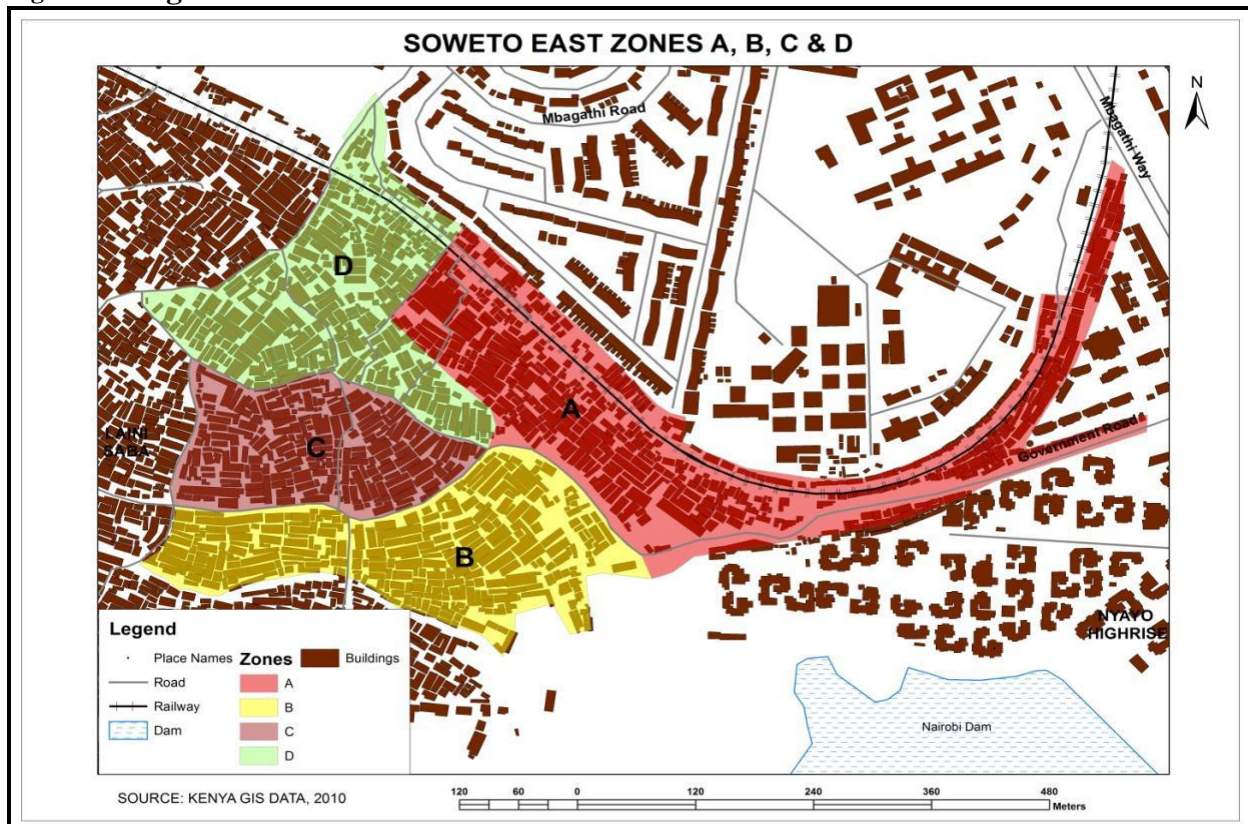 SOWETO EAST ZONES A, B, C & D
N
Mbagathi Road
Mbagathi Way
D
A
C
LAINI
SABA
Government Road
B
NYAYO
HIGHRISE
Nairobi Dam
Legend
Place Names
Road
Railway
Dam
Zones
A
B
C
D
Buildings
SOURCE: KENYA GIS DATA, 2010
120 60 0 120 240 360 480
Meters